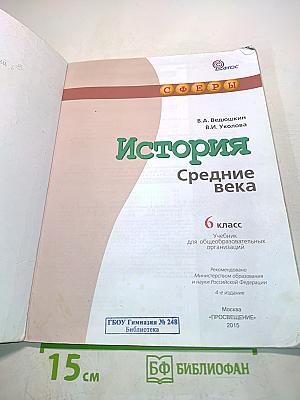 ФГОС
СФЕРЫ
В.А. Ведюшкин
В.И. Уколова
История
Средние
века
6 класс
Учебник
для общеобразовательных
организаций
Рекомендовано
Министерством образования
и науки Российской Федерации
4-е издание
ГБОУ Гимназия № 248
Библиотека
Москва
«ПРОСВЕЩЕНИЕ»
2015
15 см
БФ БИБЛИОФАН